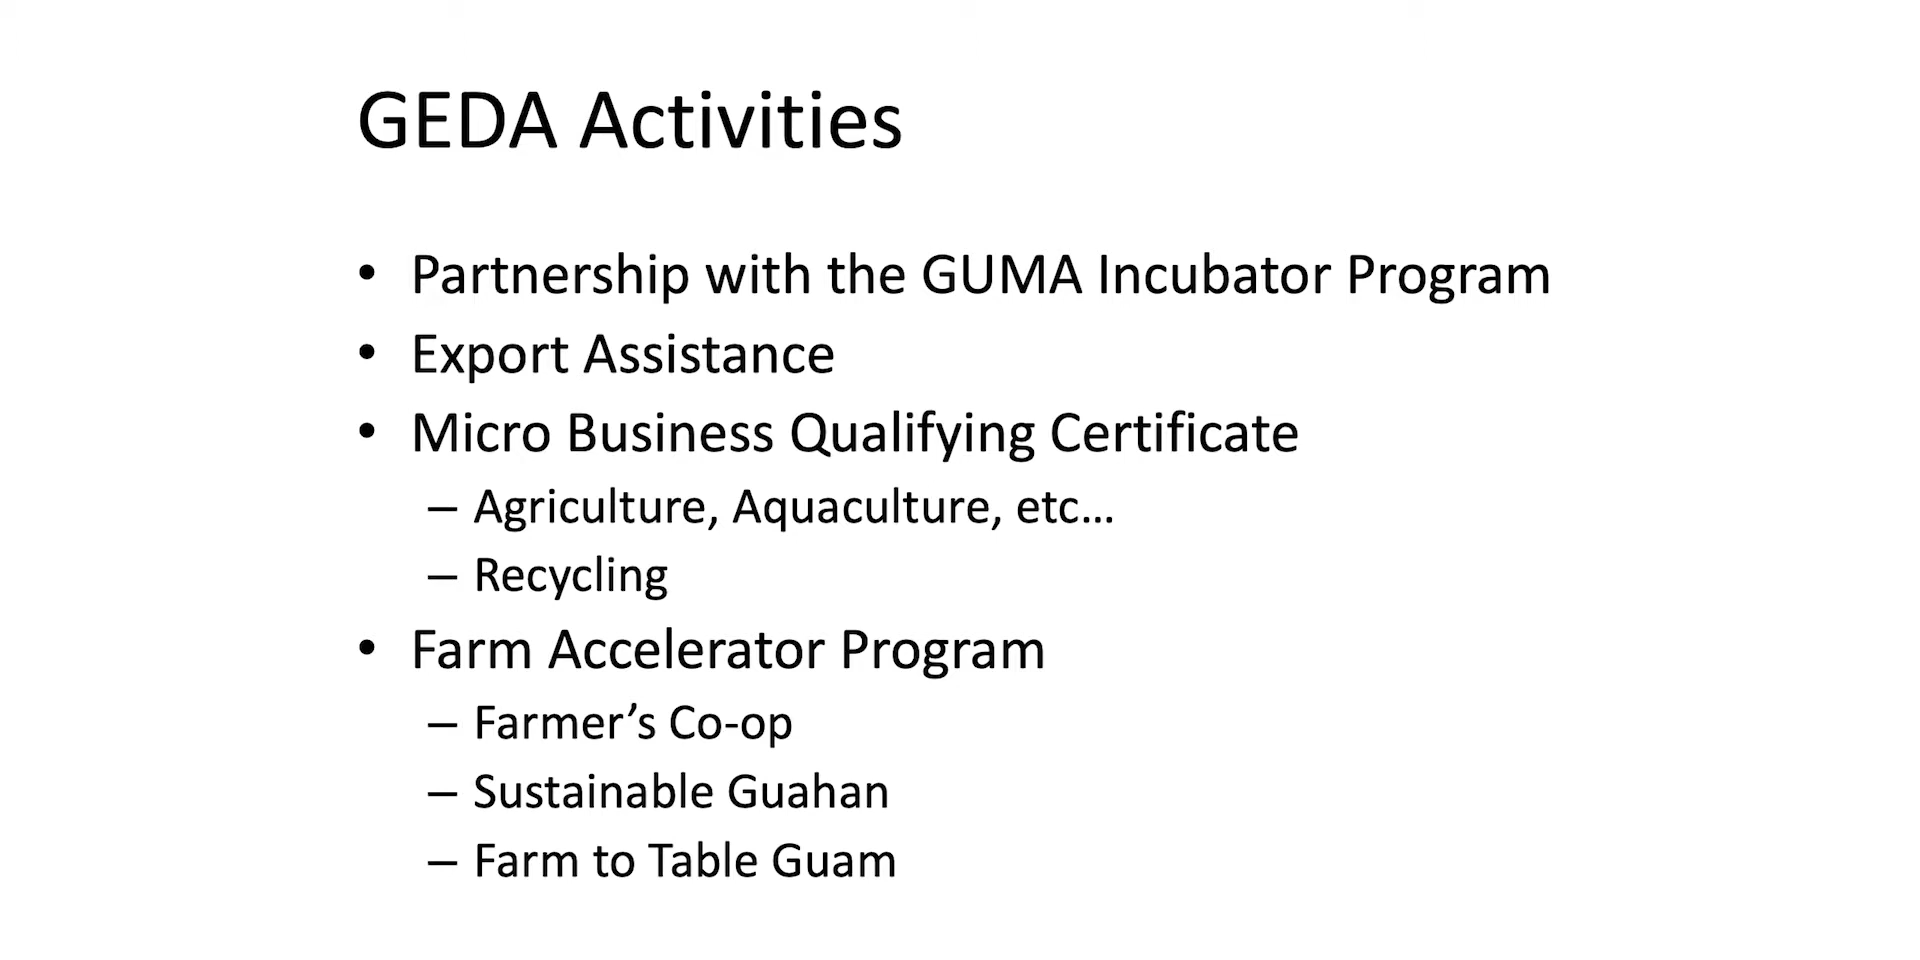 GEDA Activities
• Partnership with the GUMA Incubator Program
• Export Assistance
• Micro Business Qualifying Certificate
– Agriculture, Aquaculture, etc…
– Recycling
• Farm Accelerator Program
– Farmer’s Co-op
– Sustainable Guahan
– Farm to Table Guam